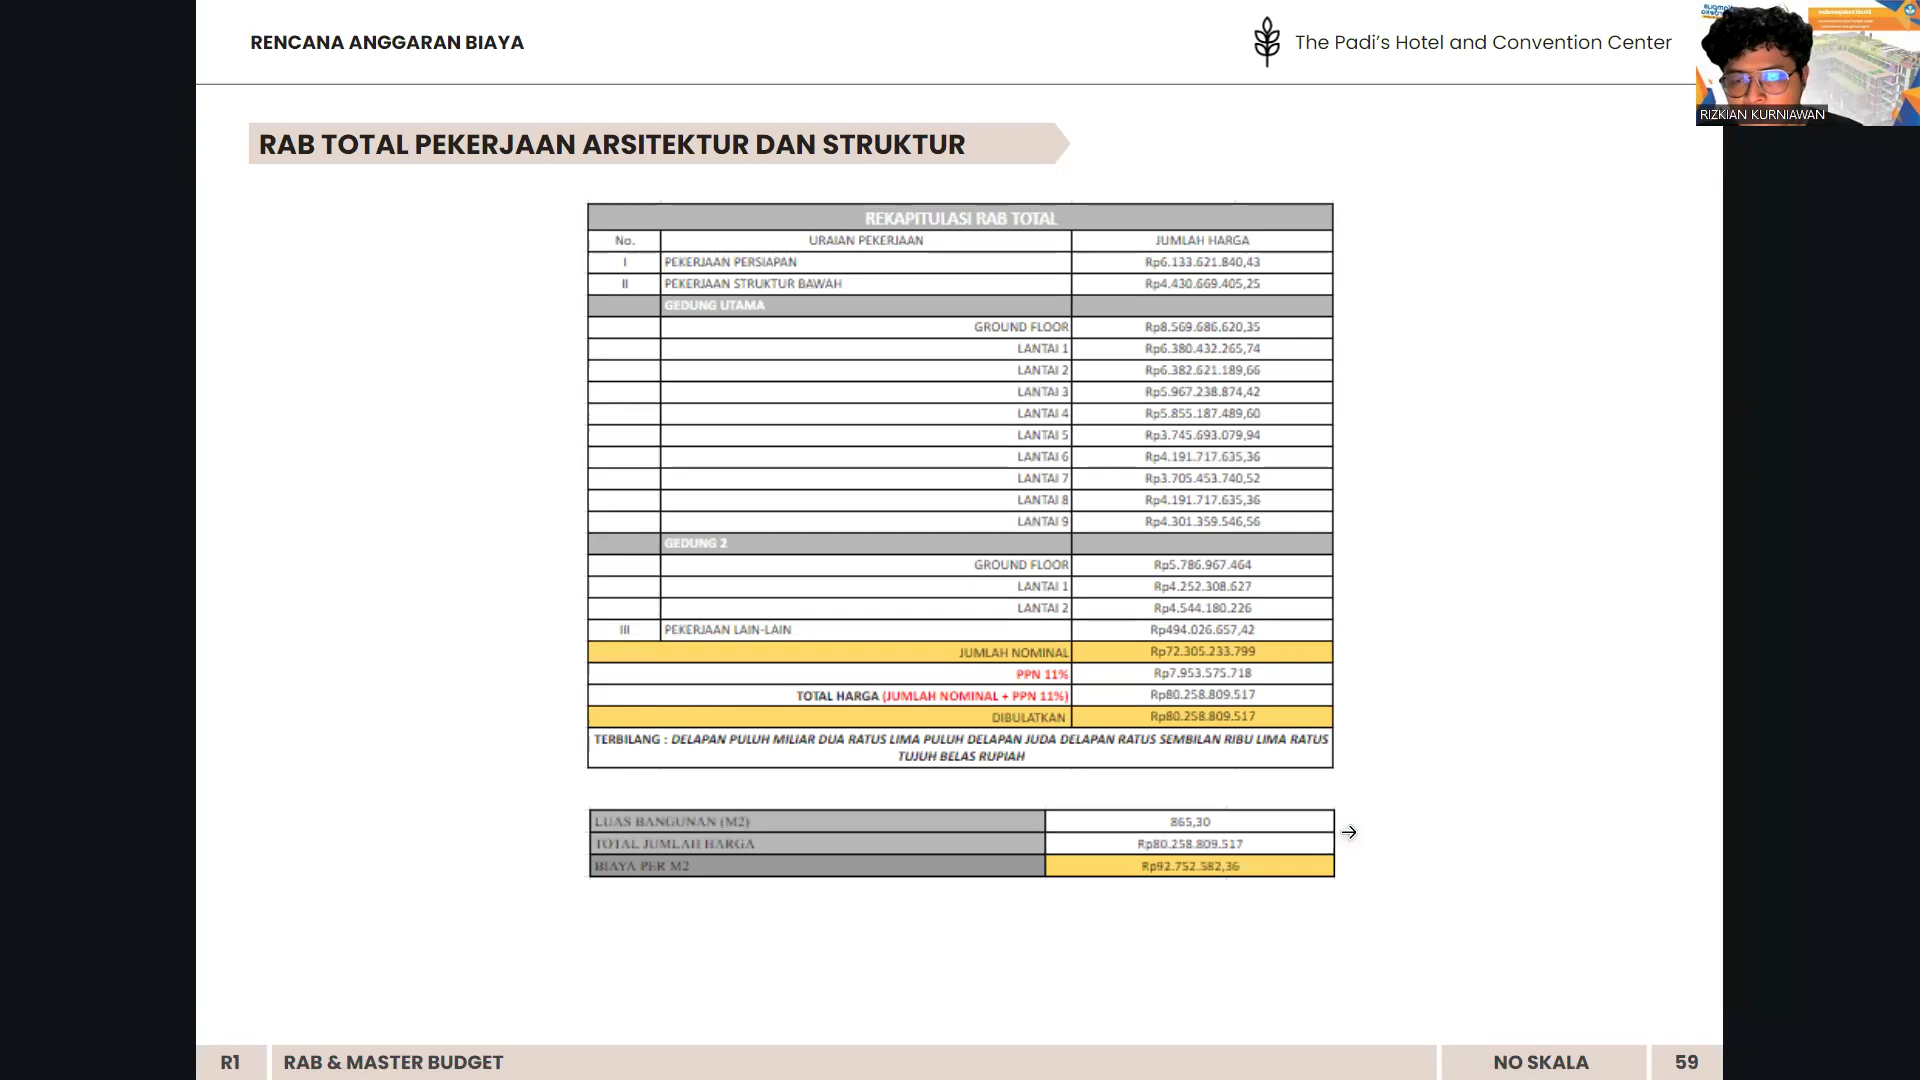 RENCANA ANGGARAN BIAYA
The Padi's Hotel and Convention Center
RIZKIAN KURNIAWAN
RAB TOTAL PEKERJAAN ARSITEKTUR DAN STRUKTUR
REKAPITULASI RAB TOTAL
No. URAIAN PEKERJAAN JUMLAH HARGA
I PEKERJAAN PERSIAPAN Rp6.133.621.840,43
II PEKERJAAN STRUKTUR BAWAH Rp4.430.669.405,25
GEDUNG UTAMA
GROUND FLOOR Rp8.569.686.620,35
LANTAI 1 Rp6.380.432.265,74
LANTAI 2 Rp6.382.621.189,66
LANTAI 3 Rp5.967.238.874,42
LANTAI 4 Rp5.855.187.489,60
LANTAI 5 Rp3.745.693.079,94
LANTAI 6 Rp4.191.717.635,36
LANTAI 7 Rp3.705.453.740,52
LANTAI 8 Rp4.191.717.635,36
LANTAI 9 Rp4.301.359.546,56
GEDUNG 2
GROUND FLOOR Rp5.786.967.464
LANTAI 1 Rp4.252.308.627
LANTAI 2 Rp4.544.180.226
III PEKERJAAN LAIN-LAIN Rp494.026.657,42
JUMLAH NOMINAL Rp72.305.233.799
PPN 11% Rp7.953.575.718
TOTAL HARGA (JUMLAH NOMINAL + PPN 11%) Rp80.258.809.517
DIBULATKAN Rp80.258.809.517
TERBILANG : DELAPAN PULUH MILIAR DUA RATUS LIMA PULUH DELAPAN JUDA DELAPAN RATUS SEMBILAN RIBU LIMA RATUS
TUJUH BELAS RUPIAH
LUAS BANGUNAN (M2) 865,30
TOTAL JUMLAH HARGA Rp80.258.809.517
BIAYA PER M2 Rp92.752.582,36
R1 RAB & MASTER BUDGET NO SKALA 59